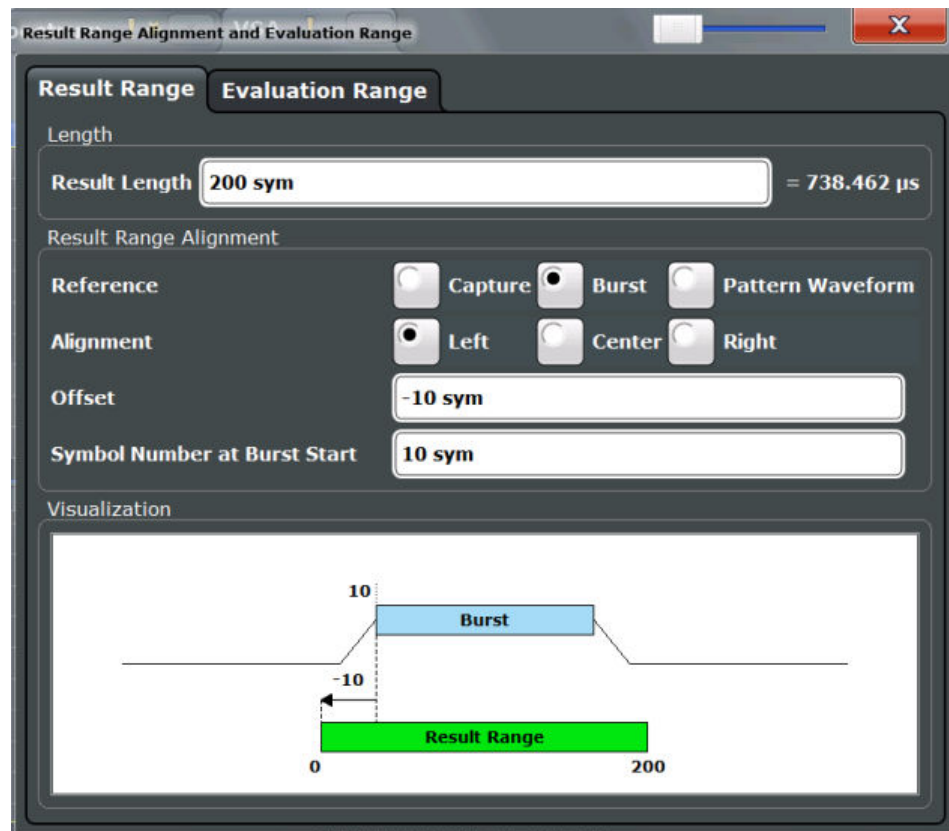 Result Range Alignment and Evaluation Range
X
Result Range Evaluation Range
Length
Result Length 200 sym = 738.462 µs
Result Range Alignment
Reference Capture Burst Pattern Waveform
Alignment Left Center Right
Offset -10 sym
Symbol Number at Burst Start 10 sym
Visualization
10
Burst
-10
Result Range
0 200